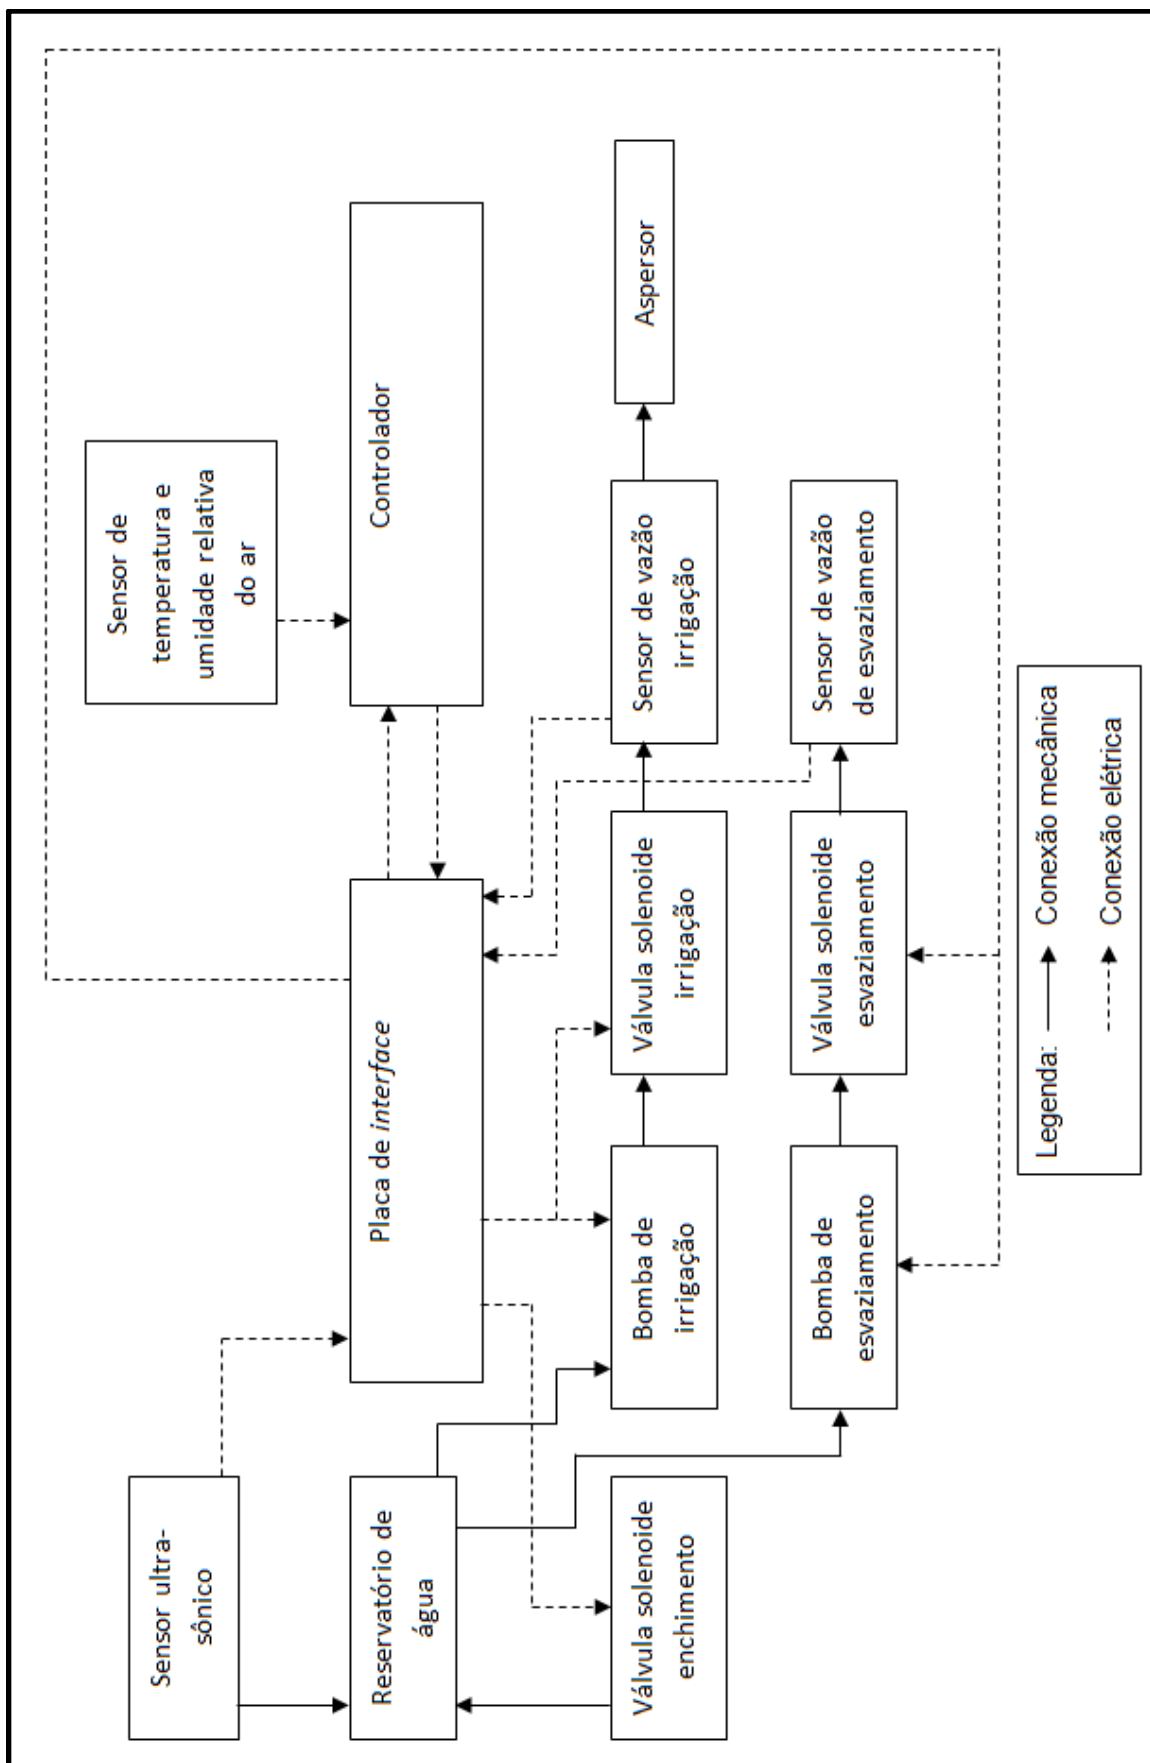 Sensor ultra-
sônico
Sensor de
temperatura e
umidade relativa
do ar
Reservatório de
água
Placa de interface
Controlador
Válvula solenoide
enchimento
Bomba de
irrigação
Válvula solenoide
irrigação
Sensor de vazão
irrigação
Aspersor
Bomba de
esvaziamento
Válvula solenoide
esvaziamento
Sensor de vazão
de esvaziamento
Legenda: Conexão mecânica
Conexão elétrica